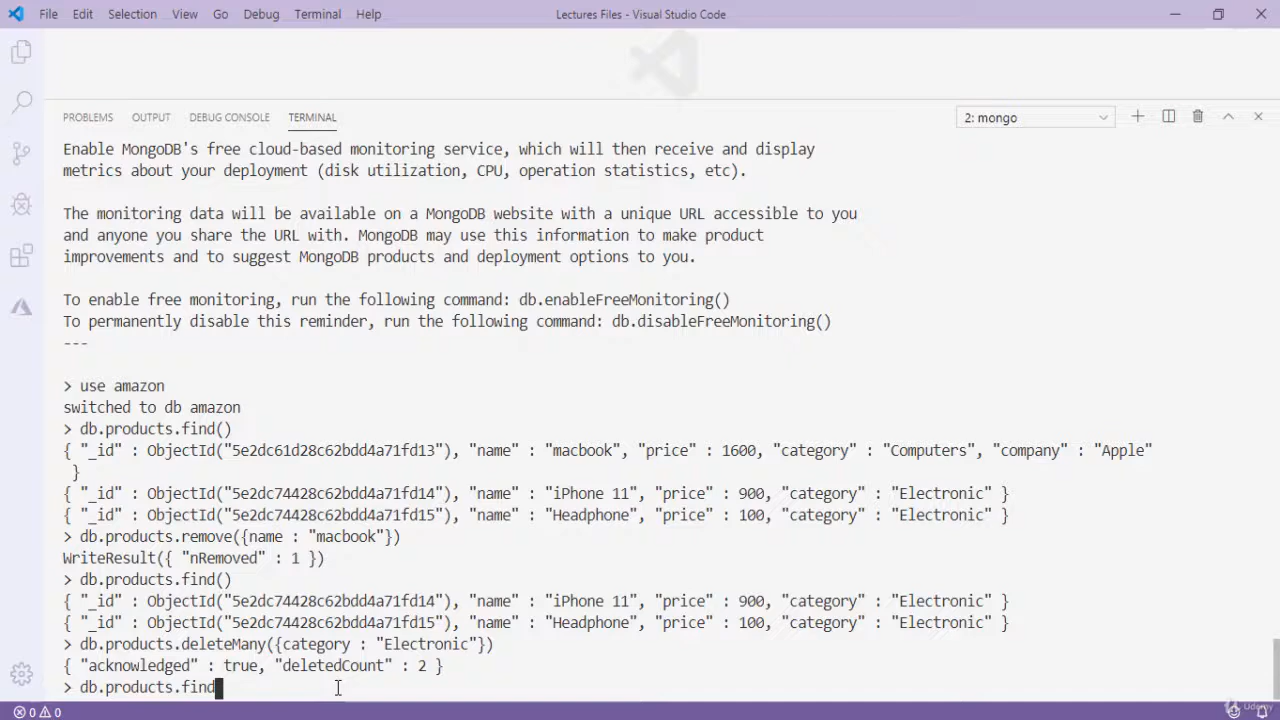 File Edit Selection View Go Debug Terminal Help Lectures Files - Visual Studio Code
PROBLEMS OUTPUT DEBUG CONSOLE TERMINAL 2: mongo
Enable MongoDB's free cloud-based monitoring service, which will then receive and display
metrics about your deployment (disk utilization, CPU, operation statistics, etc).
The monitoring data will be available on a MongoDB website with a unique URL accessible to you
and anyone you share the URL with. MongoDB may use this information to make product
improvements and to suggest MongoDB products and deployment options to you.
To enable free monitoring, run the following command: db.enableFreeMonitoring()
To permanently disable this reminder, run the following command: db.disableFreeMonitoring()
---
> use amazon
switched to db amazon
> db.products.find()
{ "_id" : ObjectId("5e2dc61d28c62bdd4a71fd13"), "name" : "macbook", "price" : 1600, "category" : "Computers", "company" : "Apple"
}
{ "_id" : ObjectId("5e2dc74428c62bdd4a71fd14"), "name" : "iPhone 11", "price" : 900, "category" : "Electronic" }
{ "_id" : ObjectId("5e2dc74428c62bdd4a71fd15"), "name" : "Headphone", "price" : 100, "category" : "Electronic" }
> db.products.remove({name : "macbook"})
WriteResult({ "nRemoved" : 1 })
> db.products.find()
{ "_id" : ObjectId("5e2dc74428c62bdd4a71fd14"), "name" : "iPhone 11", "price" : 900, "category" : "Electronic" }
{ "_id" : ObjectId("5e2dc74428c62bdd4a71fd15"), "name" : "Headphone", "price" : 100, "category" : "Electronic" }
> db.products.deleteMany({category : "Electronic"})
{ "acknowledged" : true, "deletedCount" : 2 }
> db.products.find
0 0 Udemy